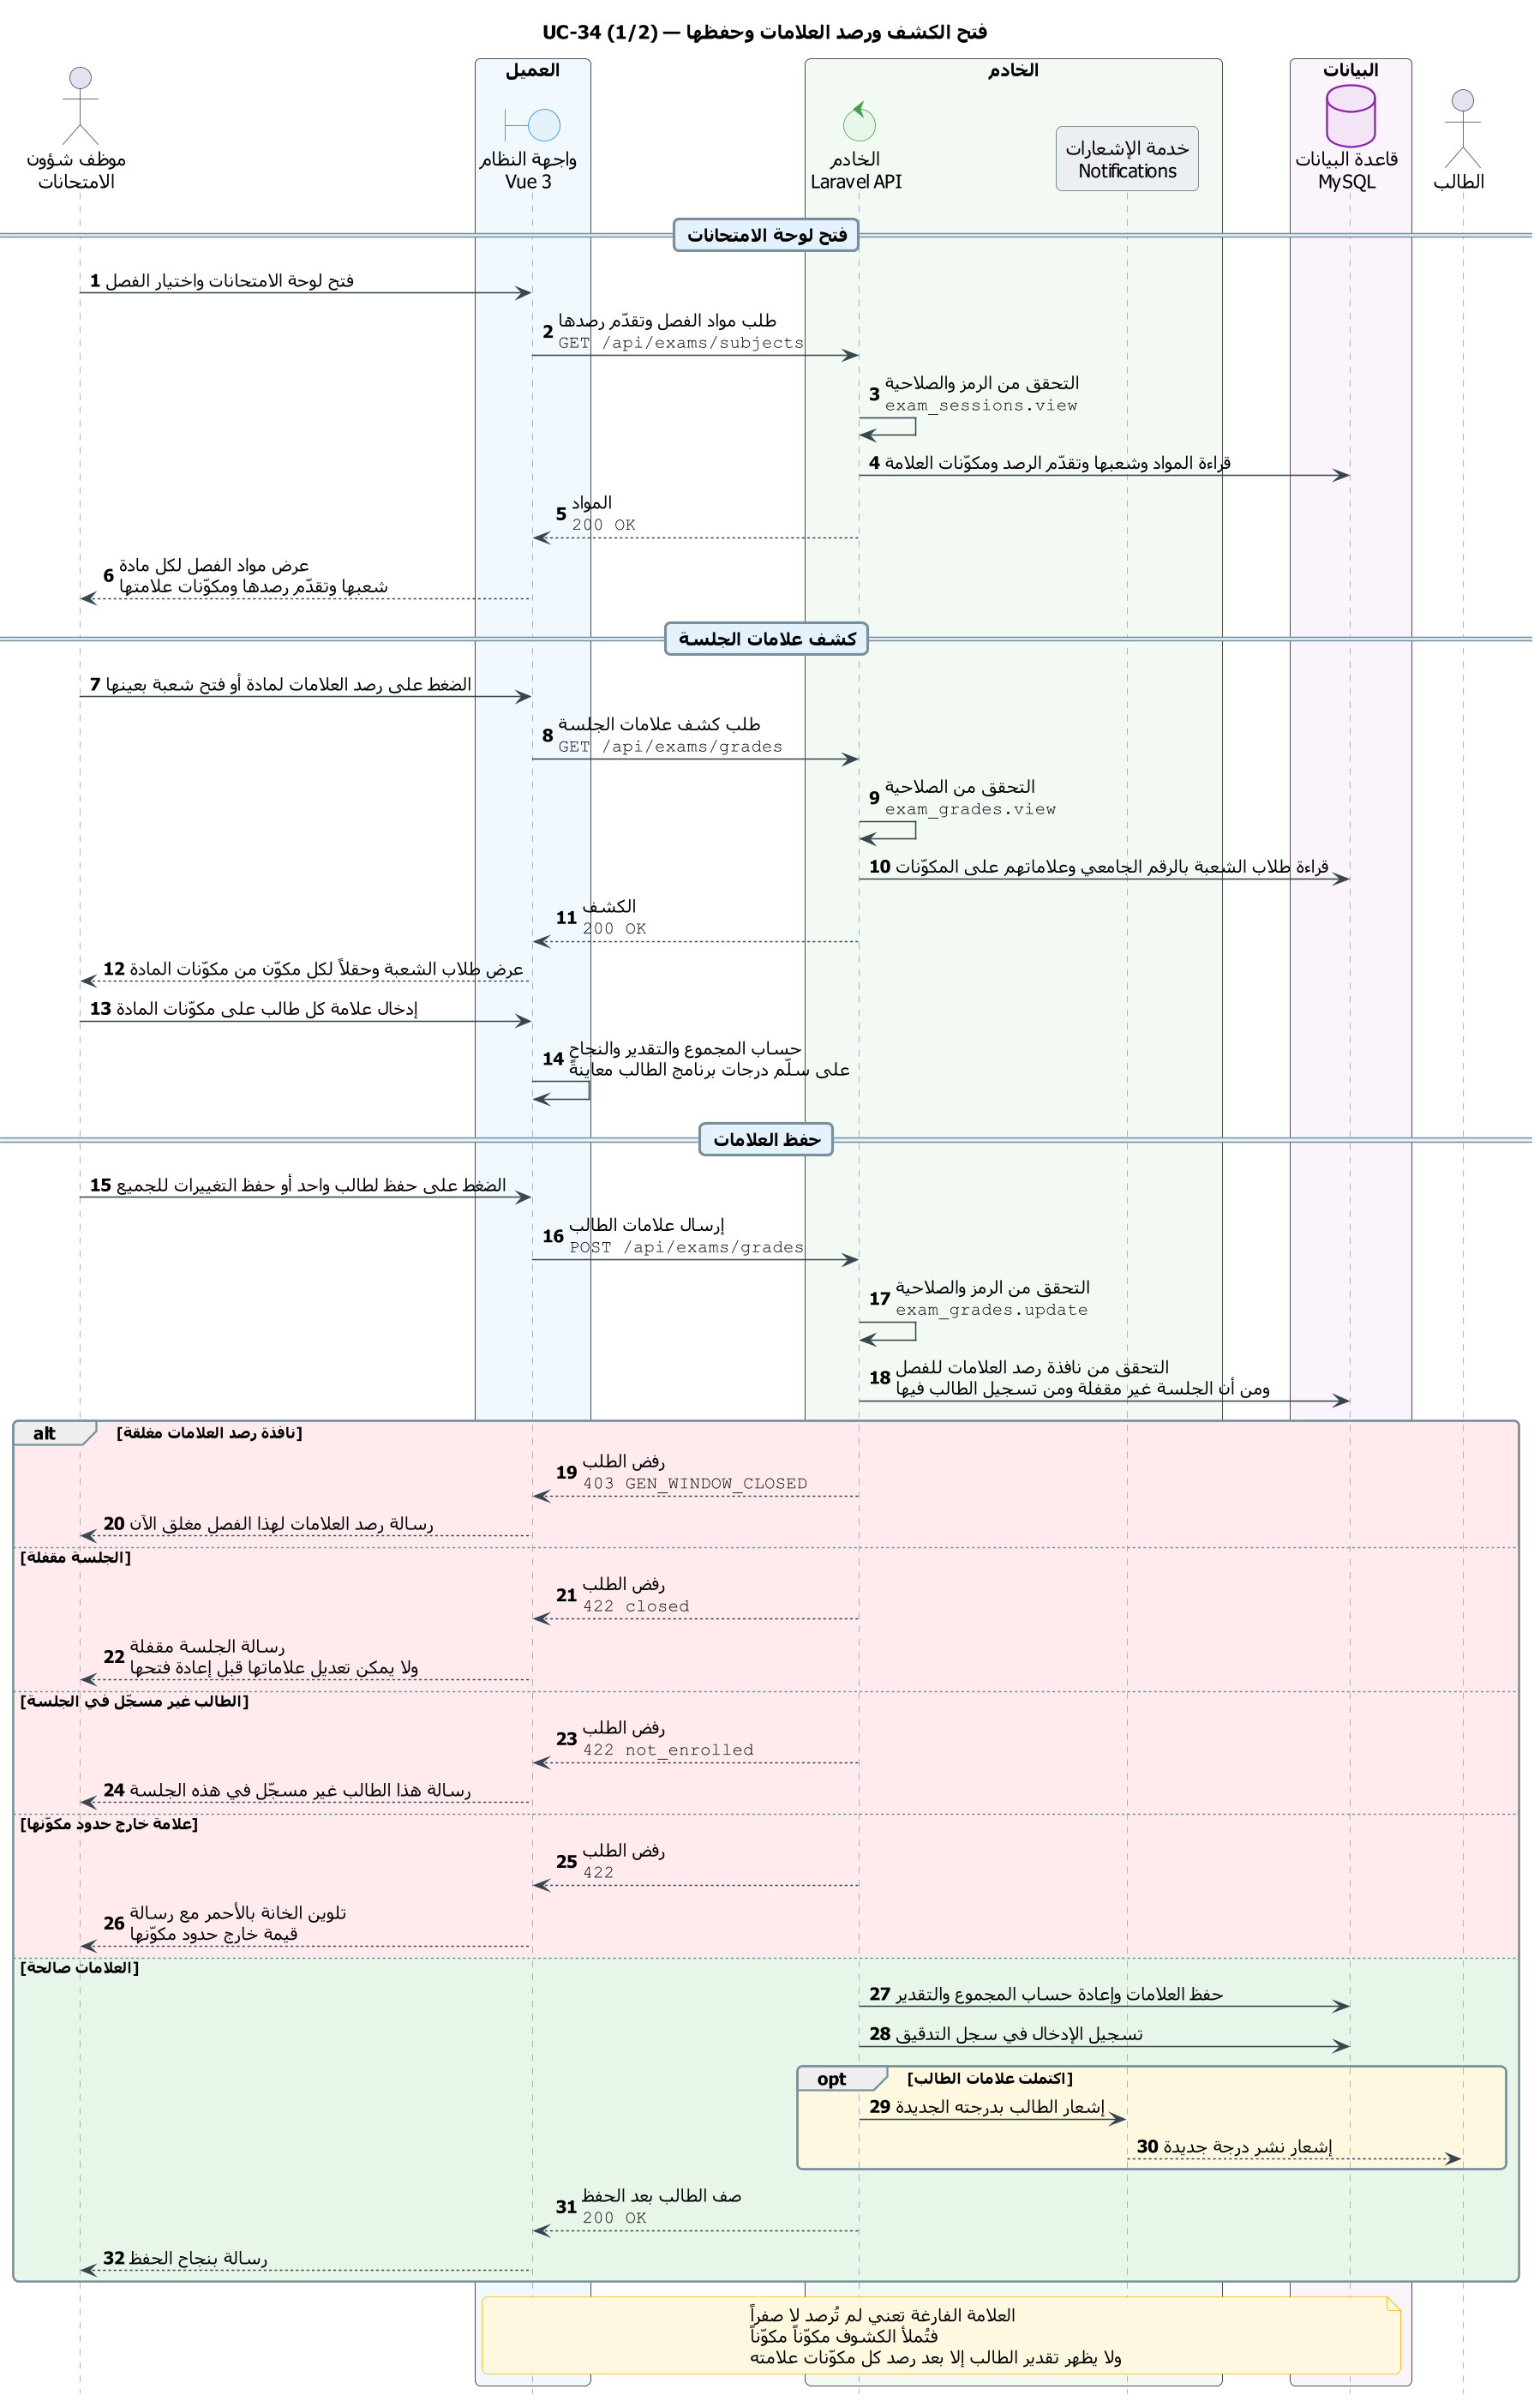 UC-34 (1/2) — فتح الكشف ورصد العلامات وحفظها
العميل
الخادم
البيانات
موظف شؤون
الامتحانات
واجهة النظام
Vue 3
الخادم
Laravel API
خدمة الإشعارات
Notifications
قاعدة البيانات
MySQL
الطالب
فتح لوحة الامتحانات
1 فتح لوحة الامتحانات واختيار الفصل
2 طلب مواد الفصل وتقدّم رصدها
GET /api/exams/subjects
3 التحقق من الرمز والصلاحية
exam_sessions.view
4 قراءة المواد وشعبها وتقدّم الرصد ومكوّنات العلامة
5 المواد
200 OK
6 عرض مواد الفصل لكل مادة
شعبها وتقدّم رصدها ومكوّنات علامتها
كشف علامات الجلسة
7 الضغط على رصد العلامات لمادة أو فتح شعبة بعينها
8 طلب كشف علامات الجلسة
GET /api/exams/grades
9 التحقق من الصلاحية
exam_grades.view
10 قراءة طلاب الشعبة بالرقم الجامعي وعلاماتهم على المكوّنات
11 الكشف
200 OK
12 عرض طلاب الشعبة وحقلاً لكل مكوّن من مكوّنات المادة
13 إدخال علامة كل طالب على مكوّنات المادة
14 حساب المجموع والتقدير والنجاح
على سلّم درجات برنامج الطالب معاينةً
حفظ العلامات
15 الضغط على حفظ لطالب واحد أو حفظ التغييرات للجميع
16 إرسال علامات الطالب
POST /api/exams/grades
17 التحقق من الرمز والصلاحية
exam_grades.update
18 التحقق من نافذة رصد العلامات للفصل
ومن أن الجلسة غير مقفلة ومن تسجيل الطالب فيها
alt [نافذة رصد العلامات مغلقة]
19 رفض الطلب
403 GEN_WINDOW_CLOSED
20 رسالة رصد العلامات لهذا الفصل مغلق الآن
[الجلسة مقفلة]
21 رفض الطلب
422 closed
22 رسالة الجلسة مقفلة
ولا يمكن تعديل علاماتها قبل إعادة فتحها
[الطالب غير مسجّل في الجلسة]
23 رفض الطلب
422 not_enrolled
24 رسالة هذا الطالب غير مسجّل في هذه الجلسة
[علامة خارج حدود مكوّنها]
25 رفض الطلب
422
26 تلوين الخانة بالأحمر مع رسالة
قيمة خارج حدود مكوّنها
[العلامات صالحة]
27 حفظ العلامات وإعادة حساب المجموع والتقدير
28 تسجيل الإدخال في سجل التدقيق
opt [اكتملت علامات الطالب]
29 إشعار الطالب بدرجته الجديدة
30 إشعار نشر درجة جديدة
31 صف الطالب بعد الحفظ
200 OK
32 رسالة بنجاح الحفظ
العلامة الفارغة تعني لم تُرصد لا صفراً
فتُملأ الكشوف مكوّناً مكوّناً
ولا يظهر تقدير الطالب إلا بعد رصد كل مكوّنات علامته